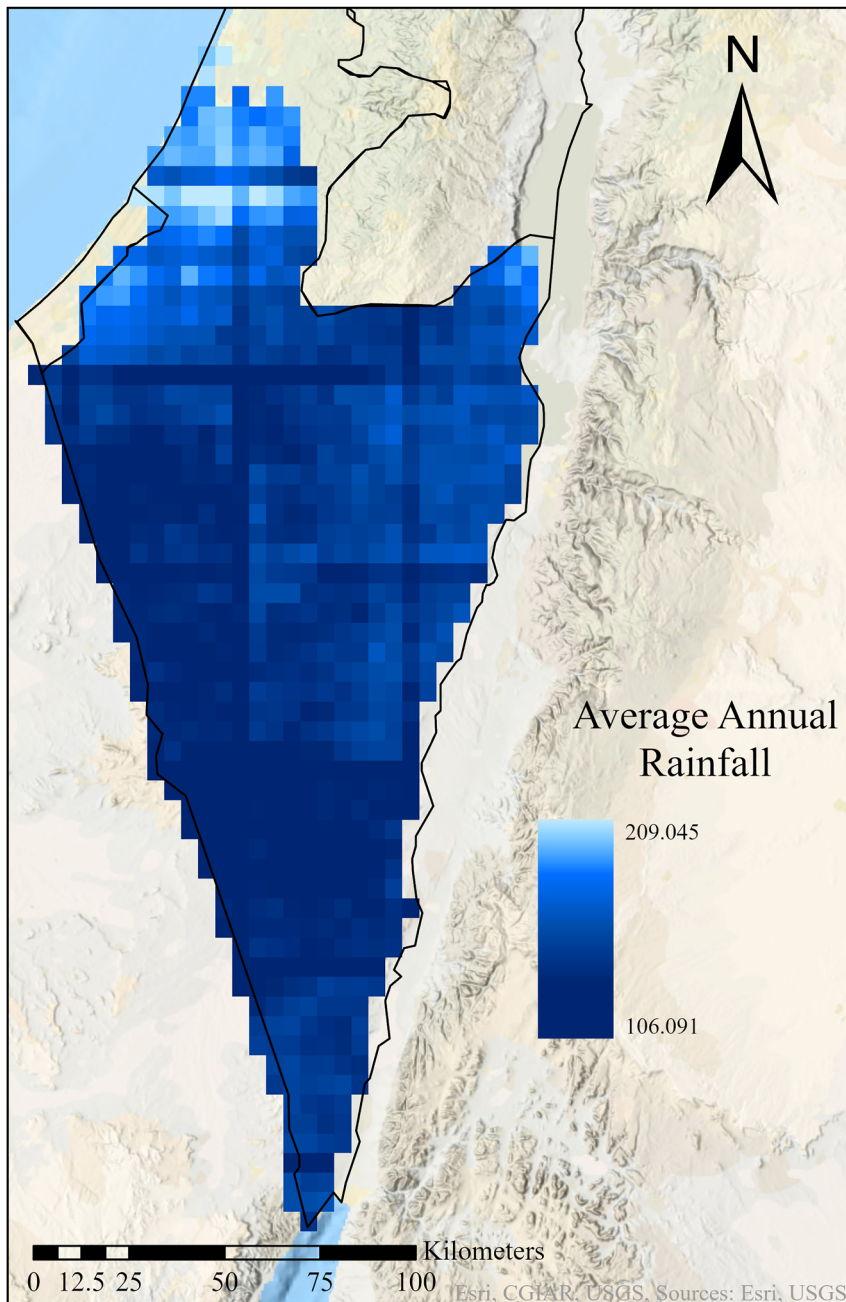 N
Average Annual
Rainfall
209.045
106.091
Kilometers
0 12.5 25 50 75 100
Esri, CGIAR, USGS, Sources: Esri, USGS